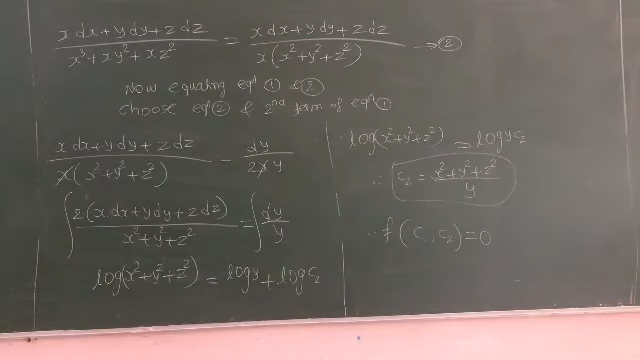 x dx + y dy + z dz / x³ + xy² + xz² = x dx + y dy + z dz / x(x² + y² + z²) → ②
Now equating eqⁿ ① & ②
Choose eqⁿ ② & 2nd term of eqⁿ ①
x dx + y dy + z dz / x(x² + y² + z²) = dy / 2xy
∫ 2(x dx + y dy + z dz) / x² + y² + z² = ∫ dy / y
log(x² + y² + z²) = log y + log c₂
log(x² + y² + z²) = log y c₂
∴ c₂ = x² + y² + z² / y
∴ f(c₁, c₂) = 0